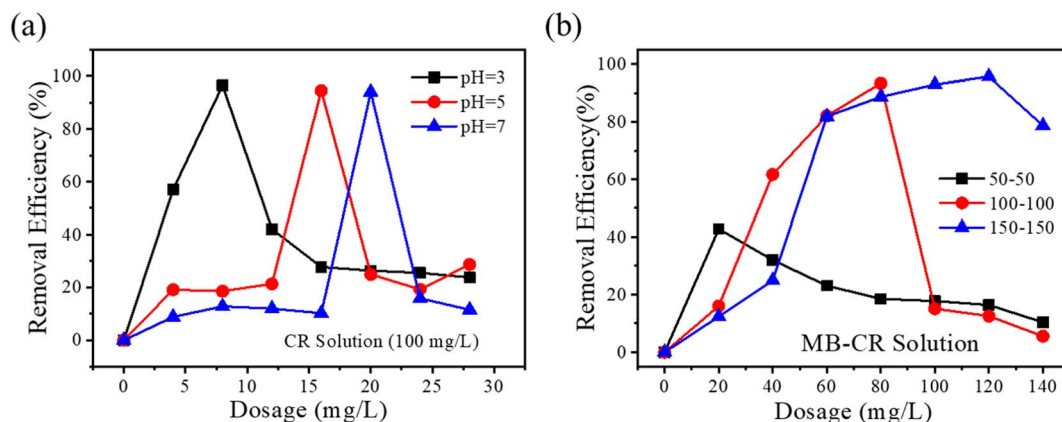 (a)
Removal Efficiency (%)
100
80
60
40
20
0
pH=3
pH=5
pH=7
CR Solution (100 mg/L)
0 5 10 15 20 25 30
Dosage (mg/L)
(b)
Removal Efficiency(%)
100
80
60
40
20
0
50-50
100-100
150-150
MB-CR Solution
0 20 40 60 80 100 120 140
Dosage (mg/L)